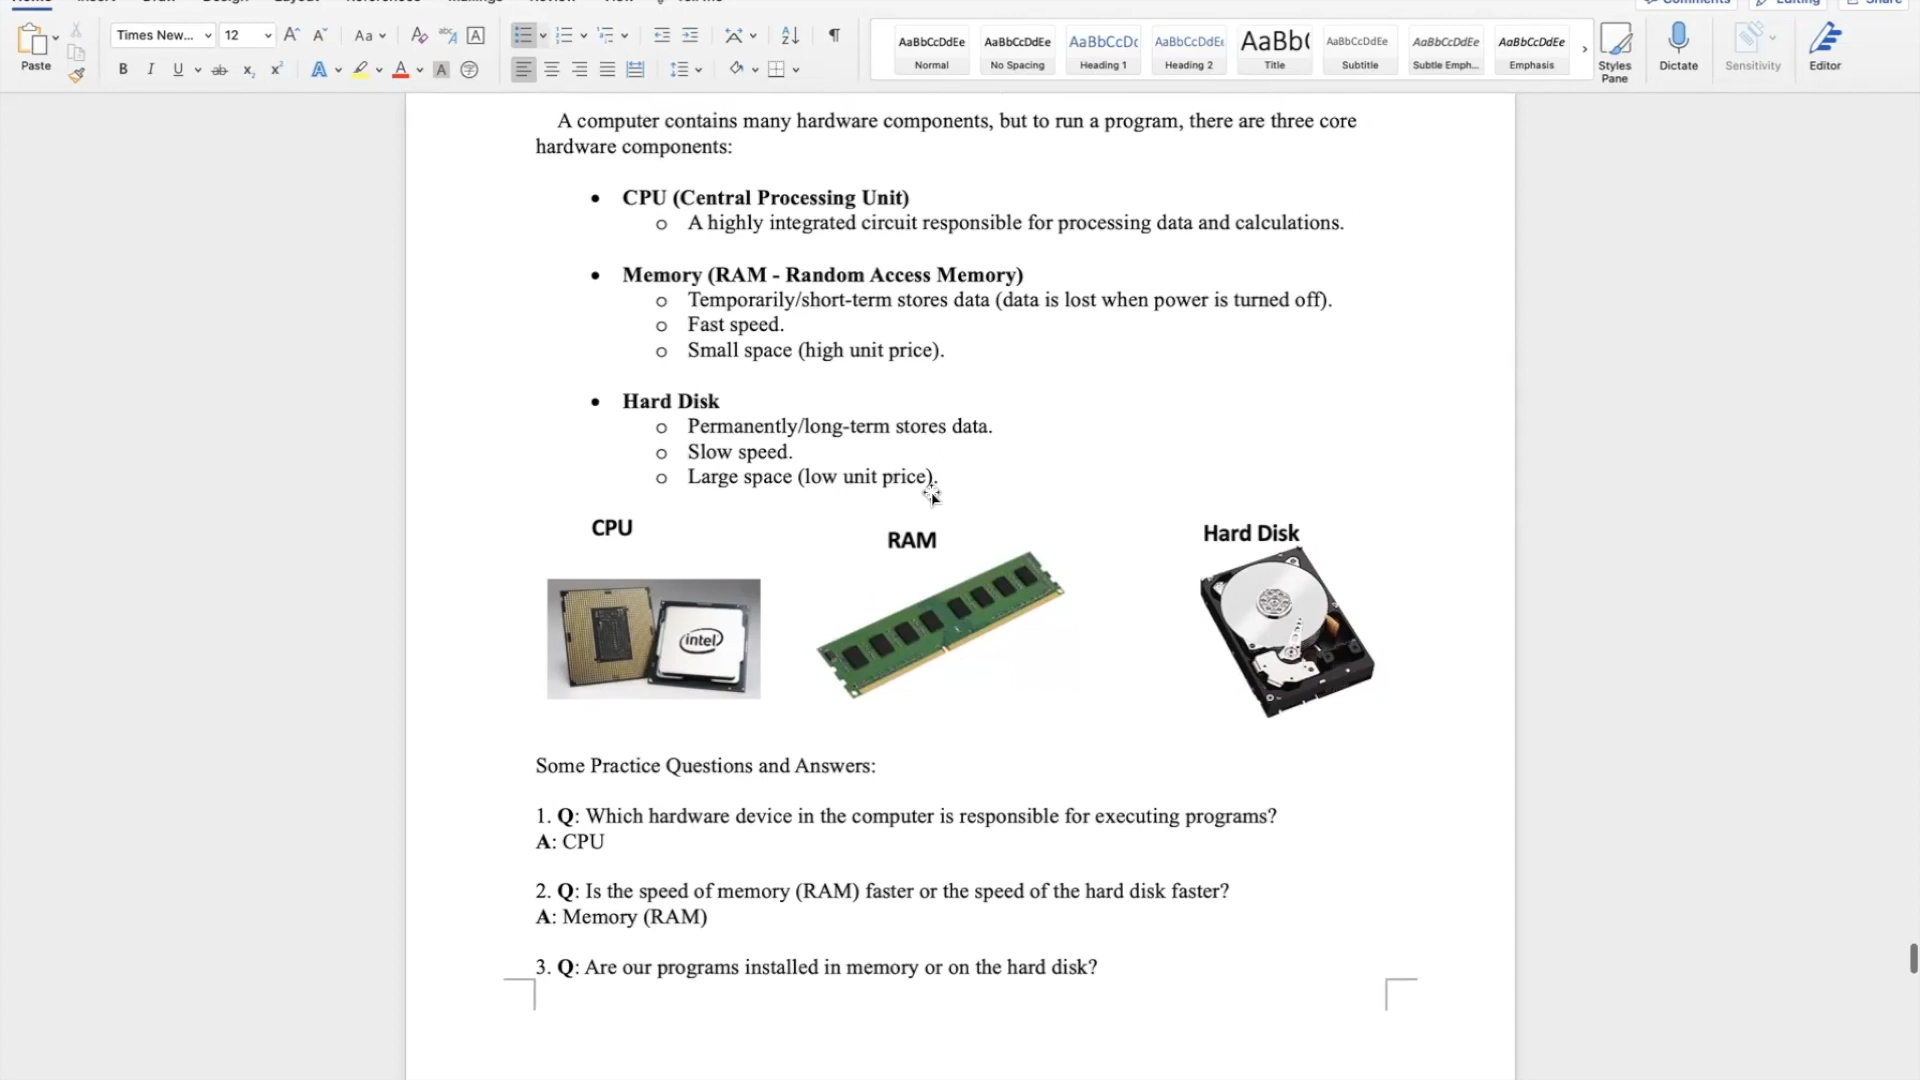 Comments
Editing
Share
Times New...
12
Aa
Paste
B I U ab x₂ x² A A A
AaBbCcDdEe
Normal
AaBbCcDdEe
No Spacing
AaBbCcDc
Heading 1
AaBbCcDdEe
Heading 2
AaBb(
Title
AaBbCcDdEe
Subtitle
AaBbCcDdEe
Subtle Emph...
AaBbCcDdEe
Emphasis
Styles
Pane
Dictate
Sensitivity
Editor
A computer contains many hardware components, but to run a program, there are three core
hardware components:
• CPU (Central Processing Unit)
o A highly integrated circuit responsible for processing data and calculations.
• Memory (RAM - Random Access Memory)
o Temporarily/short-term stores data (data is lost when power is turned off).
o Fast speed.
o Small space (high unit price).
• Hard Disk
o Permanently/long-term stores data.
o Slow speed.
o Large space (low unit price).
CPU
RAM
Hard Disk
intel
Some Practice Questions and Answers:
1. Q: Which hardware device in the computer is responsible for executing programs?
A: CPU
2. Q: Is the speed of memory (RAM) faster or the speed of the hard disk faster?
A: Memory (RAM)
3. Q: Are our programs installed in memory or on the hard disk?